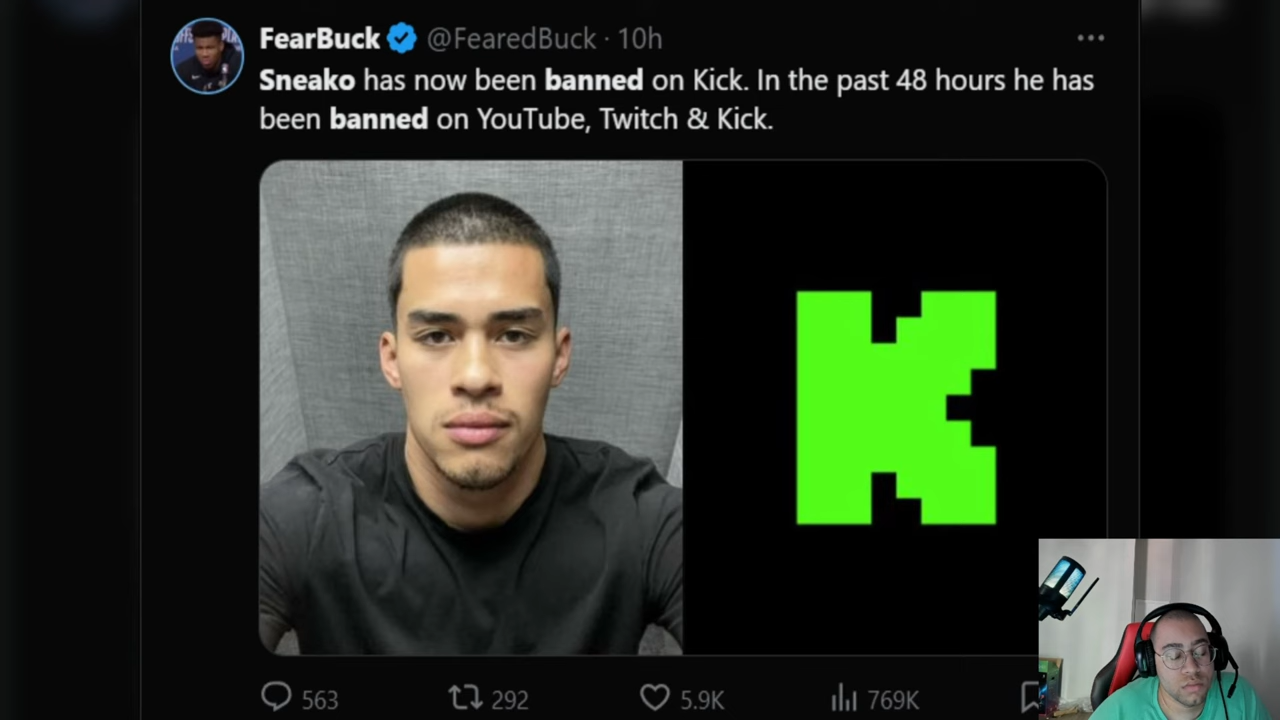 FearBuck @FearedBuck · 10h
Sneako has now been banned on Kick. In the past 48 hours he has
been banned on YouTube, Twitch & Kick.
K
563 292 5.9K 769K